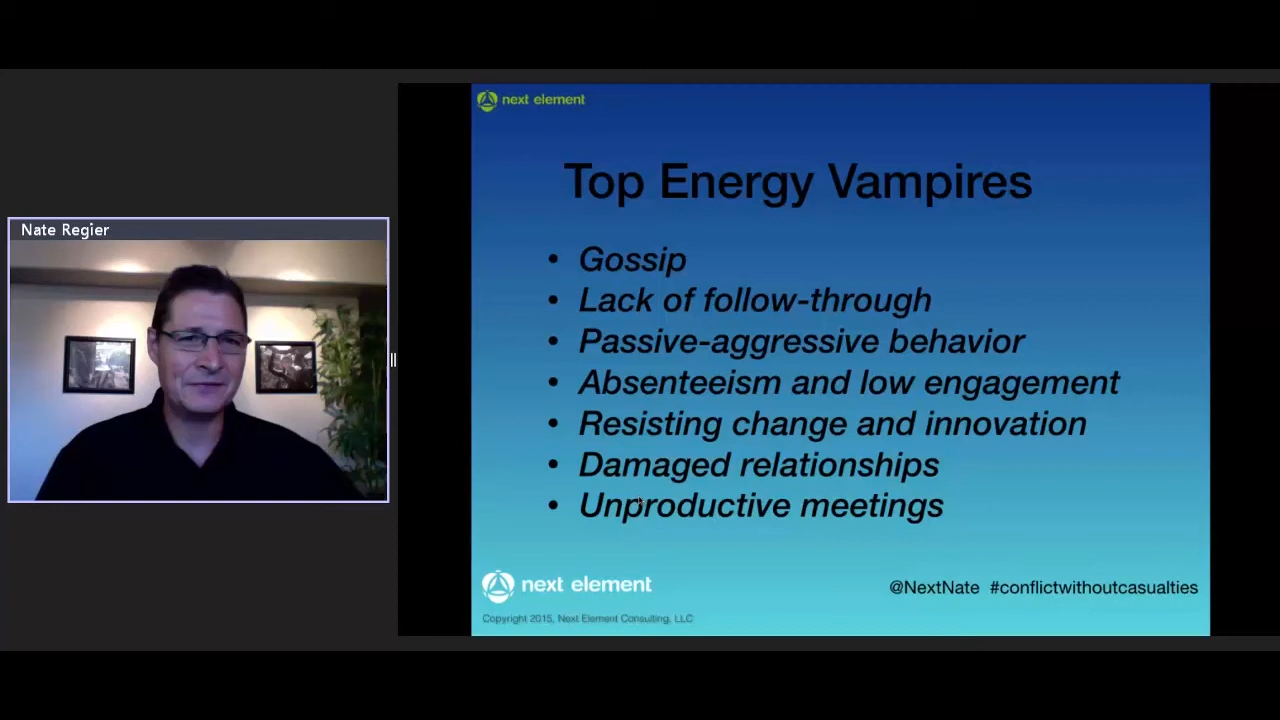 Nate Regier
next element
Top Energy Vampires
• Gossip
• Lack of follow-through
• Passive-aggressive behavior
• Absenteeism and low engagement
• Resisting change and innovation
• Damaged relationships
• Unproductive meetings
next element
@NextNate #conflictwithoutcasualties
Copyright 2015, Next Element Consulting, LLC